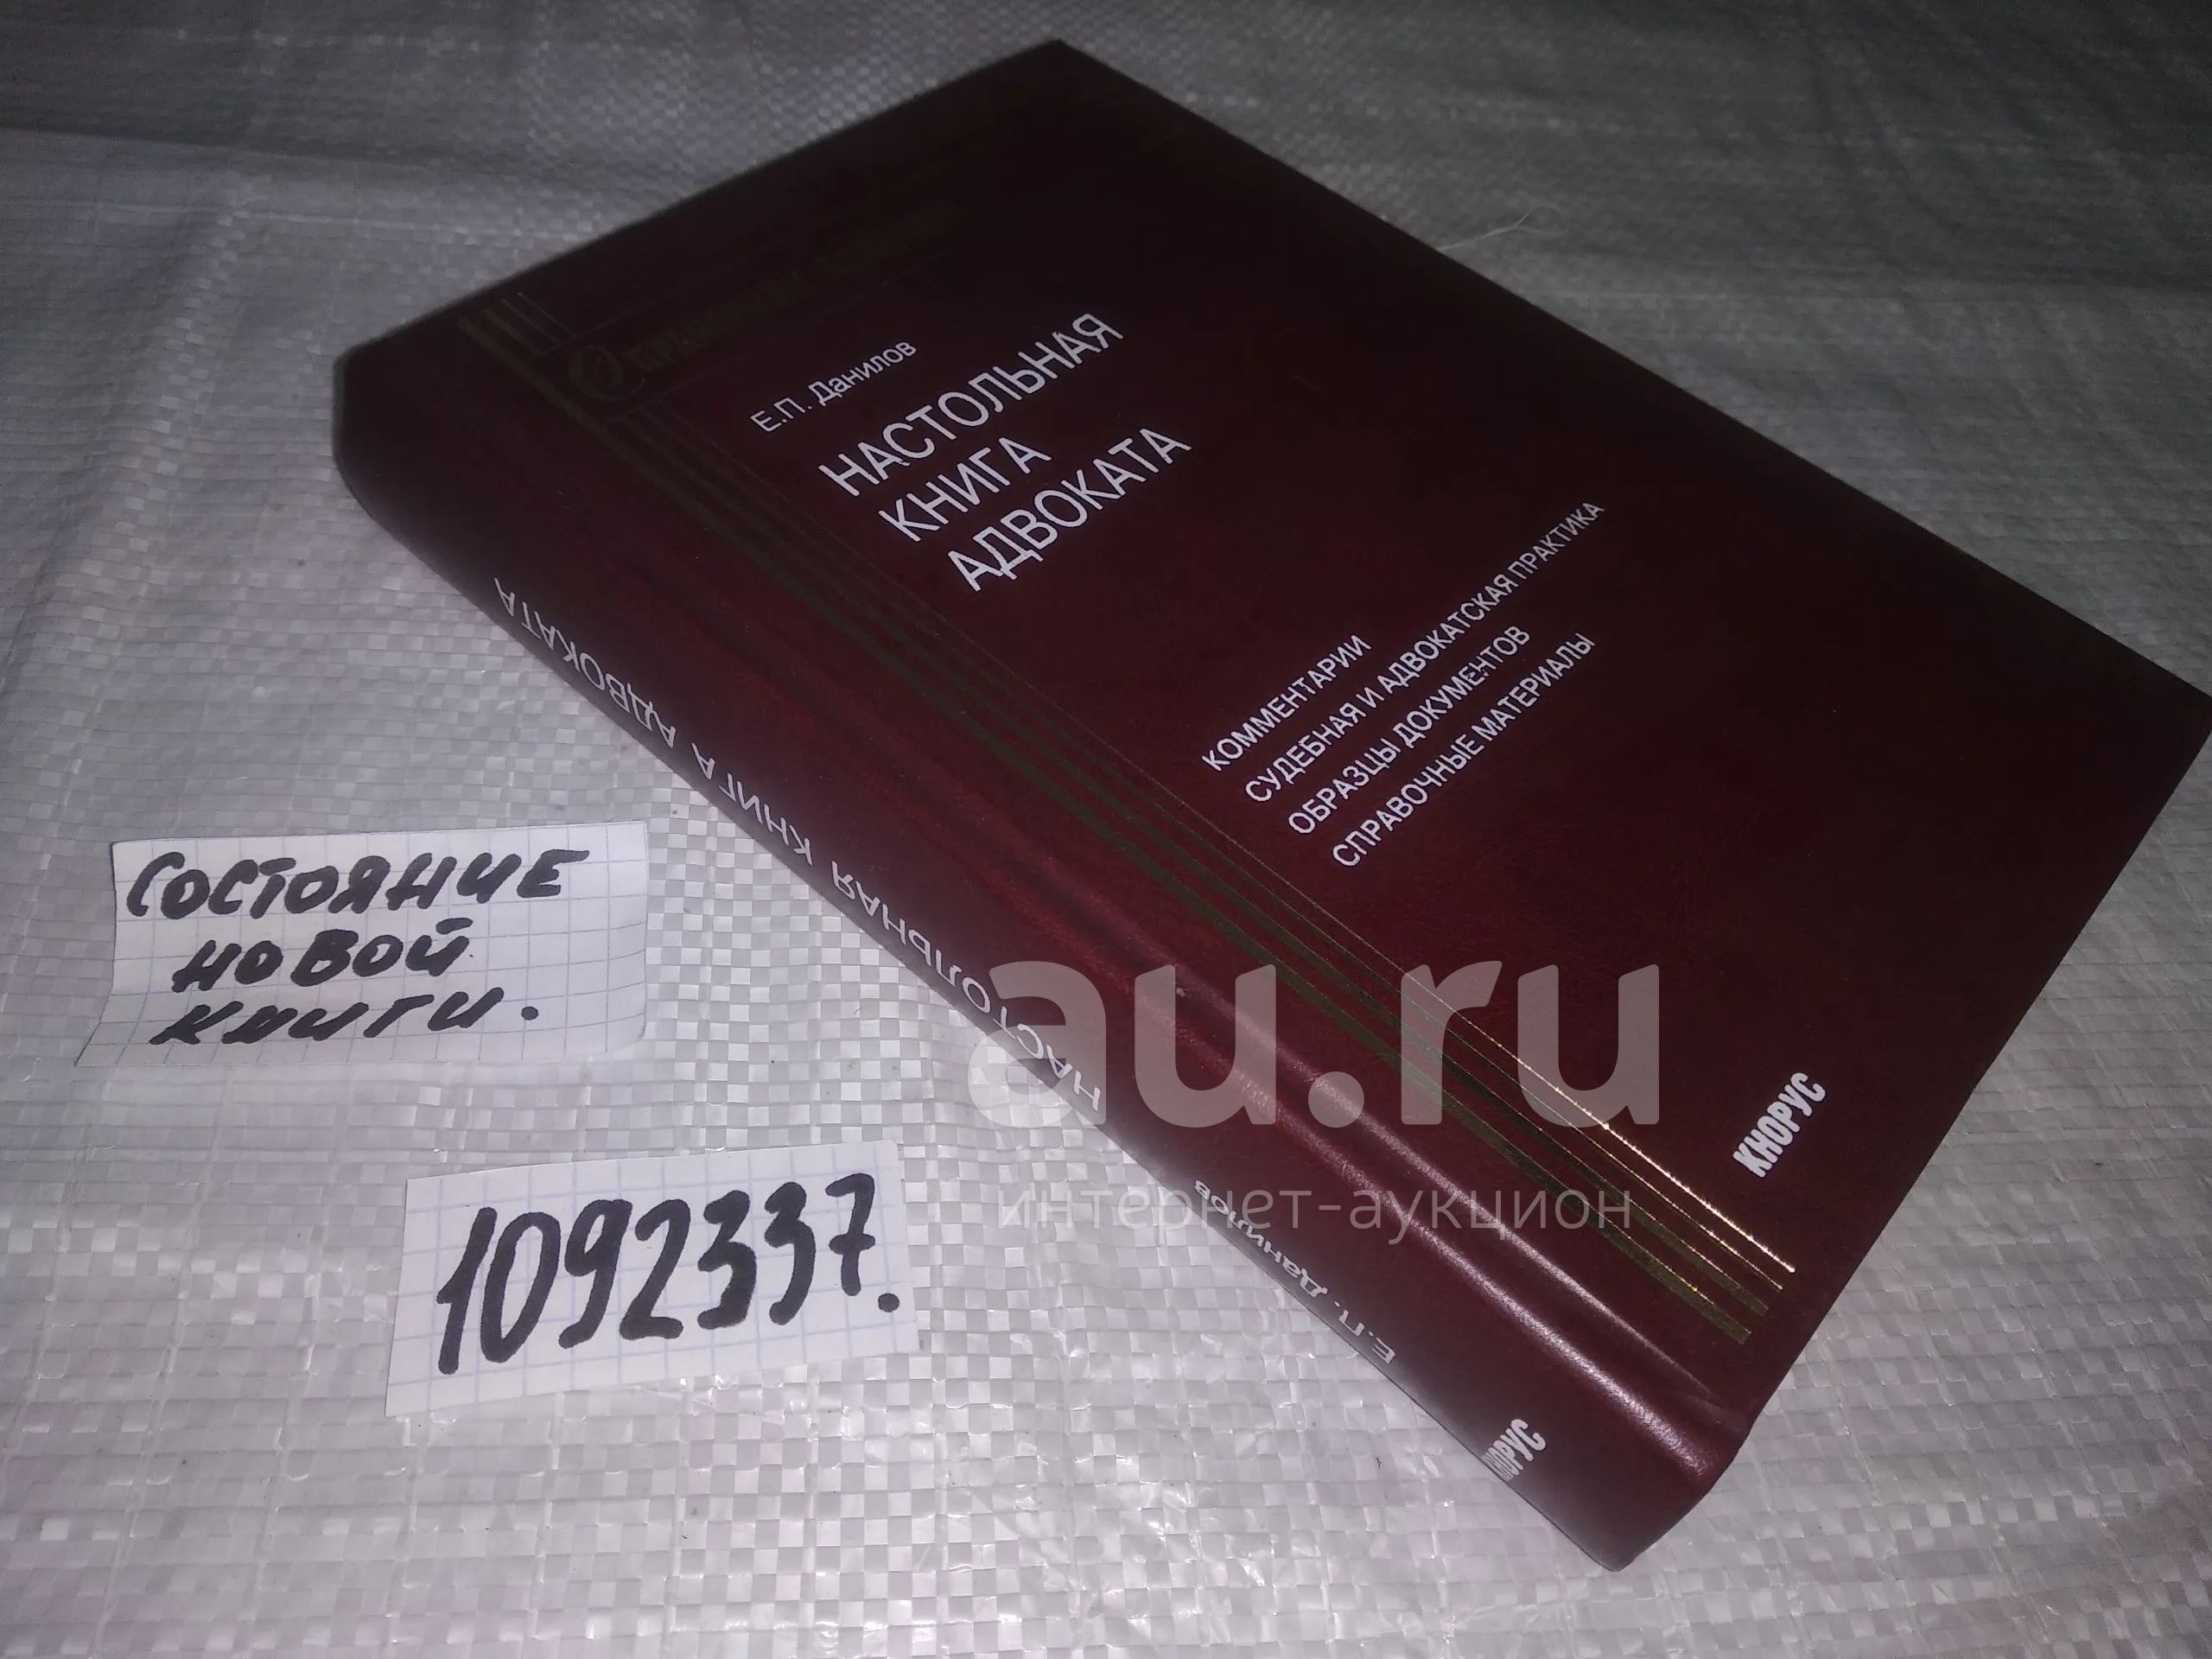 Е.П. Данилов
НАСТОЛЬНАЯ
КНИГА
АДВОКАТА
КОММЕНТАРИИ
СУДЕБНАЯ И АДВОКАТСКАЯ ПРАКТИКА
ОБРАЗЦЫ ДОКУМЕНТОВ
СПРАВОЧНЫЕ МАТЕРИАЛЫ
КНОРУС
Е.П. Данилов
НАСТОЛЬНАЯ КНИГА АДВОКАТА
КНОРУС
СОСТОЯНИЕ
НОВОЙ
КНИГИ.
1092337.
au.ru
интернет-аукцион